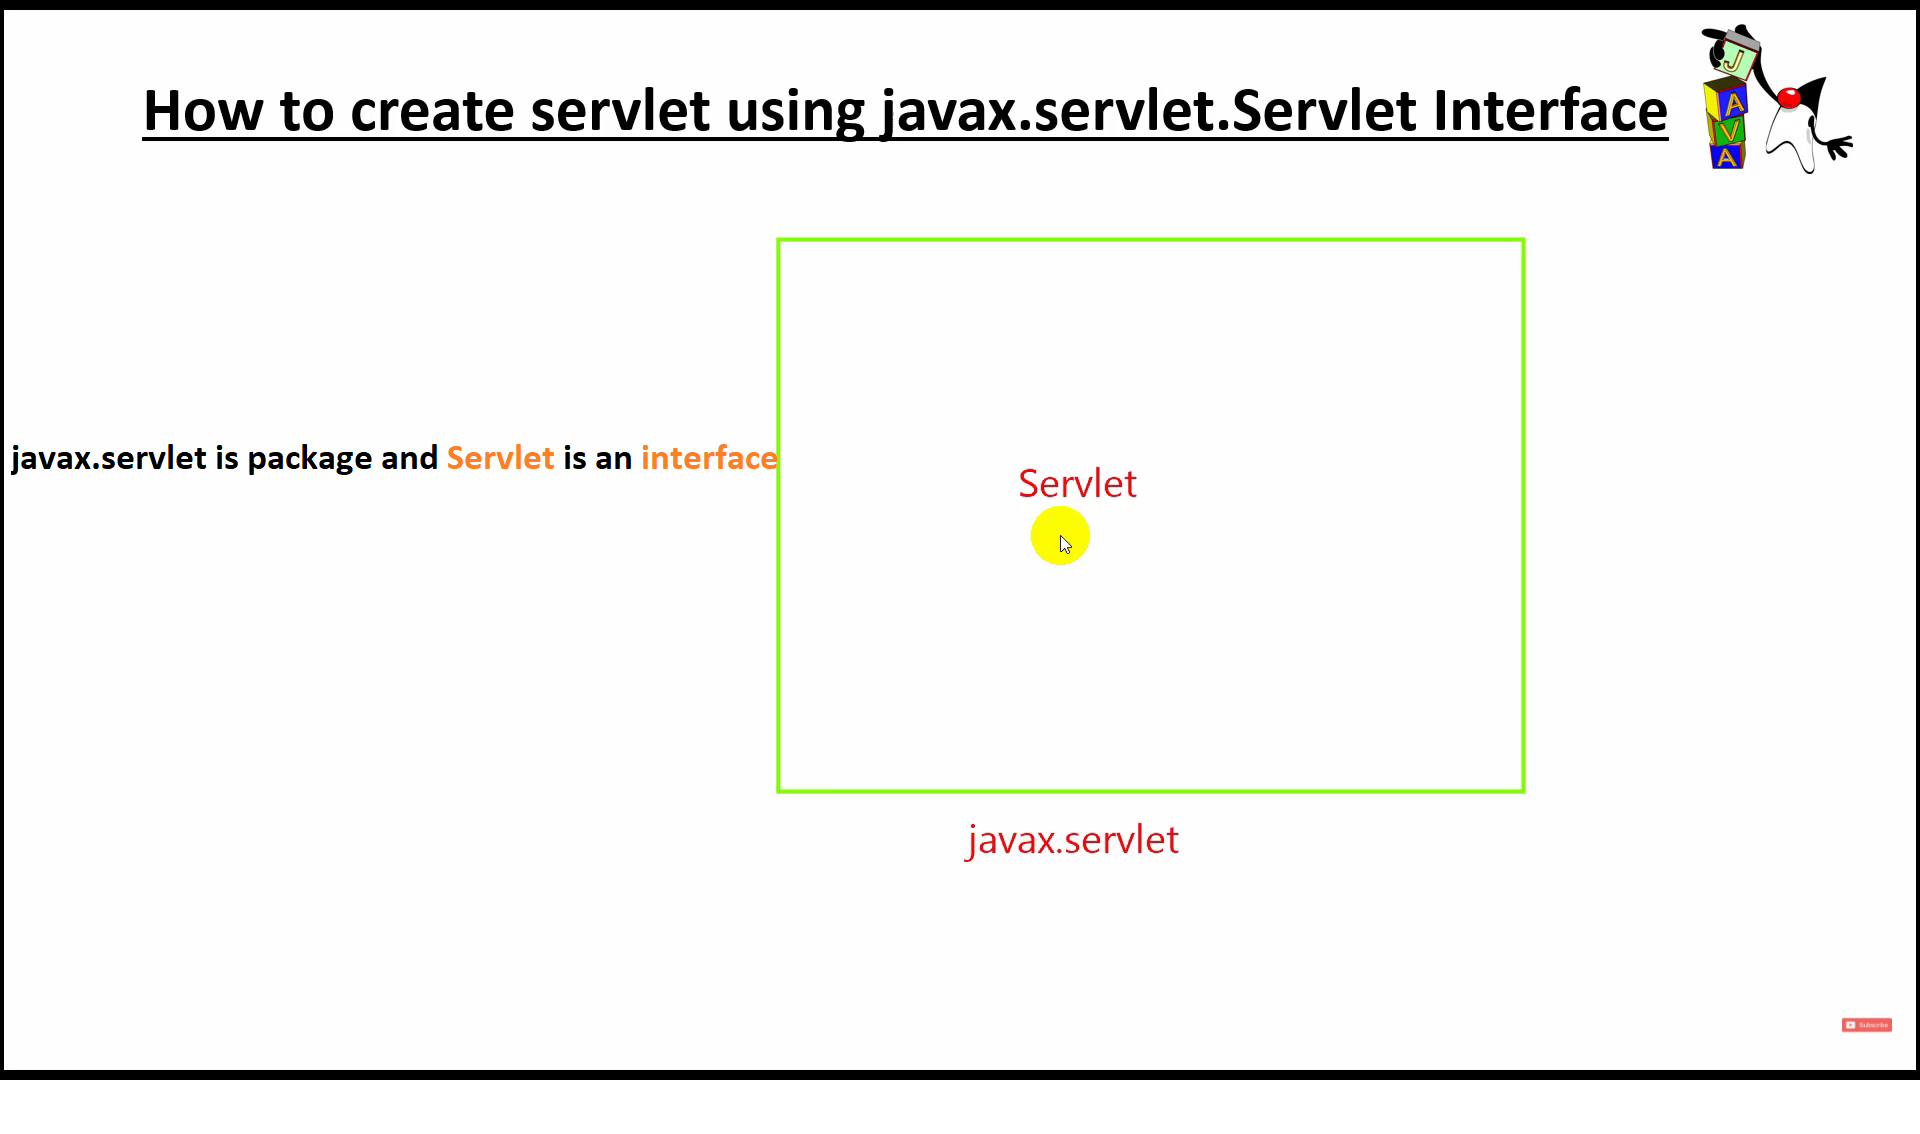 How to create servlet using javax.servlet.Servlet Interface
J
A
V
A
javax.servlet is package and Servlet is an interface
Servlet
javax.servlet
Subscribe